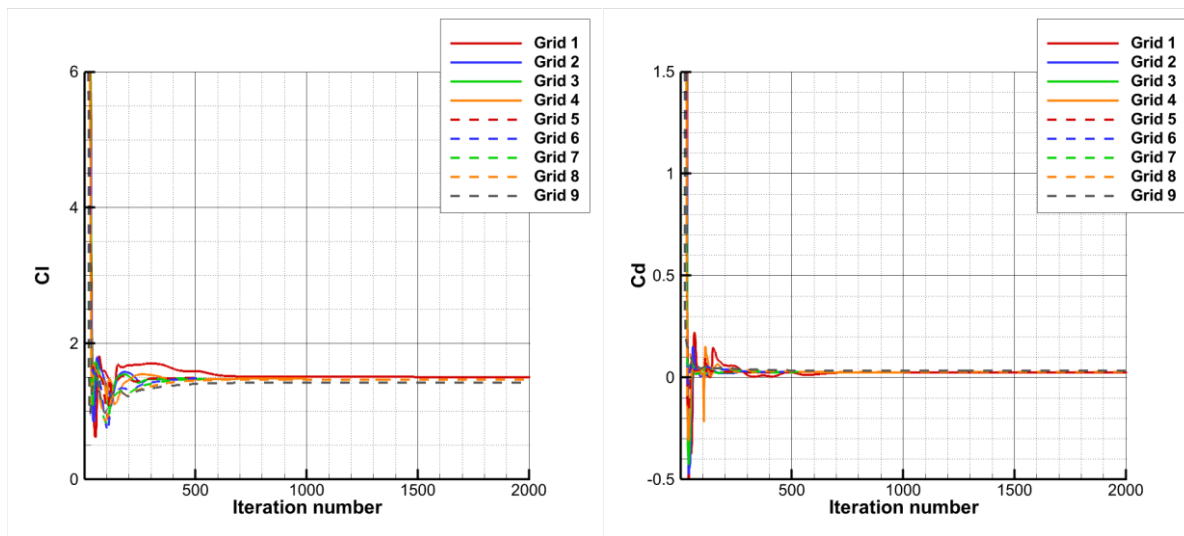 Grid 1
Grid 2
Grid 3
Grid 4
Grid 5
Grid 6
Grid 7
Grid 8
Grid 9
6
4
2
0
Cl
500
1000
1500
2000
Iteration number
Grid 1
Grid 2
Grid 3
Grid 4
Grid 5
Grid 6
Grid 7
Grid 8
Grid 9
1.5
1
0.5
0
-0.5
Cd
500
1000
1500
2000
Iteration number